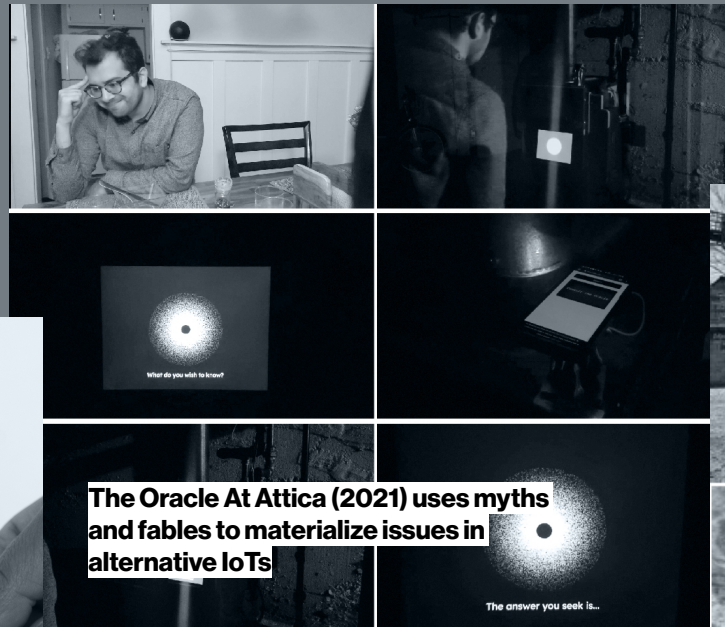 What do you wish to know?
The Oracle At Attica (2021) uses myths
and fables to materialize issues in
alternative IoTs
The answer you seek is...